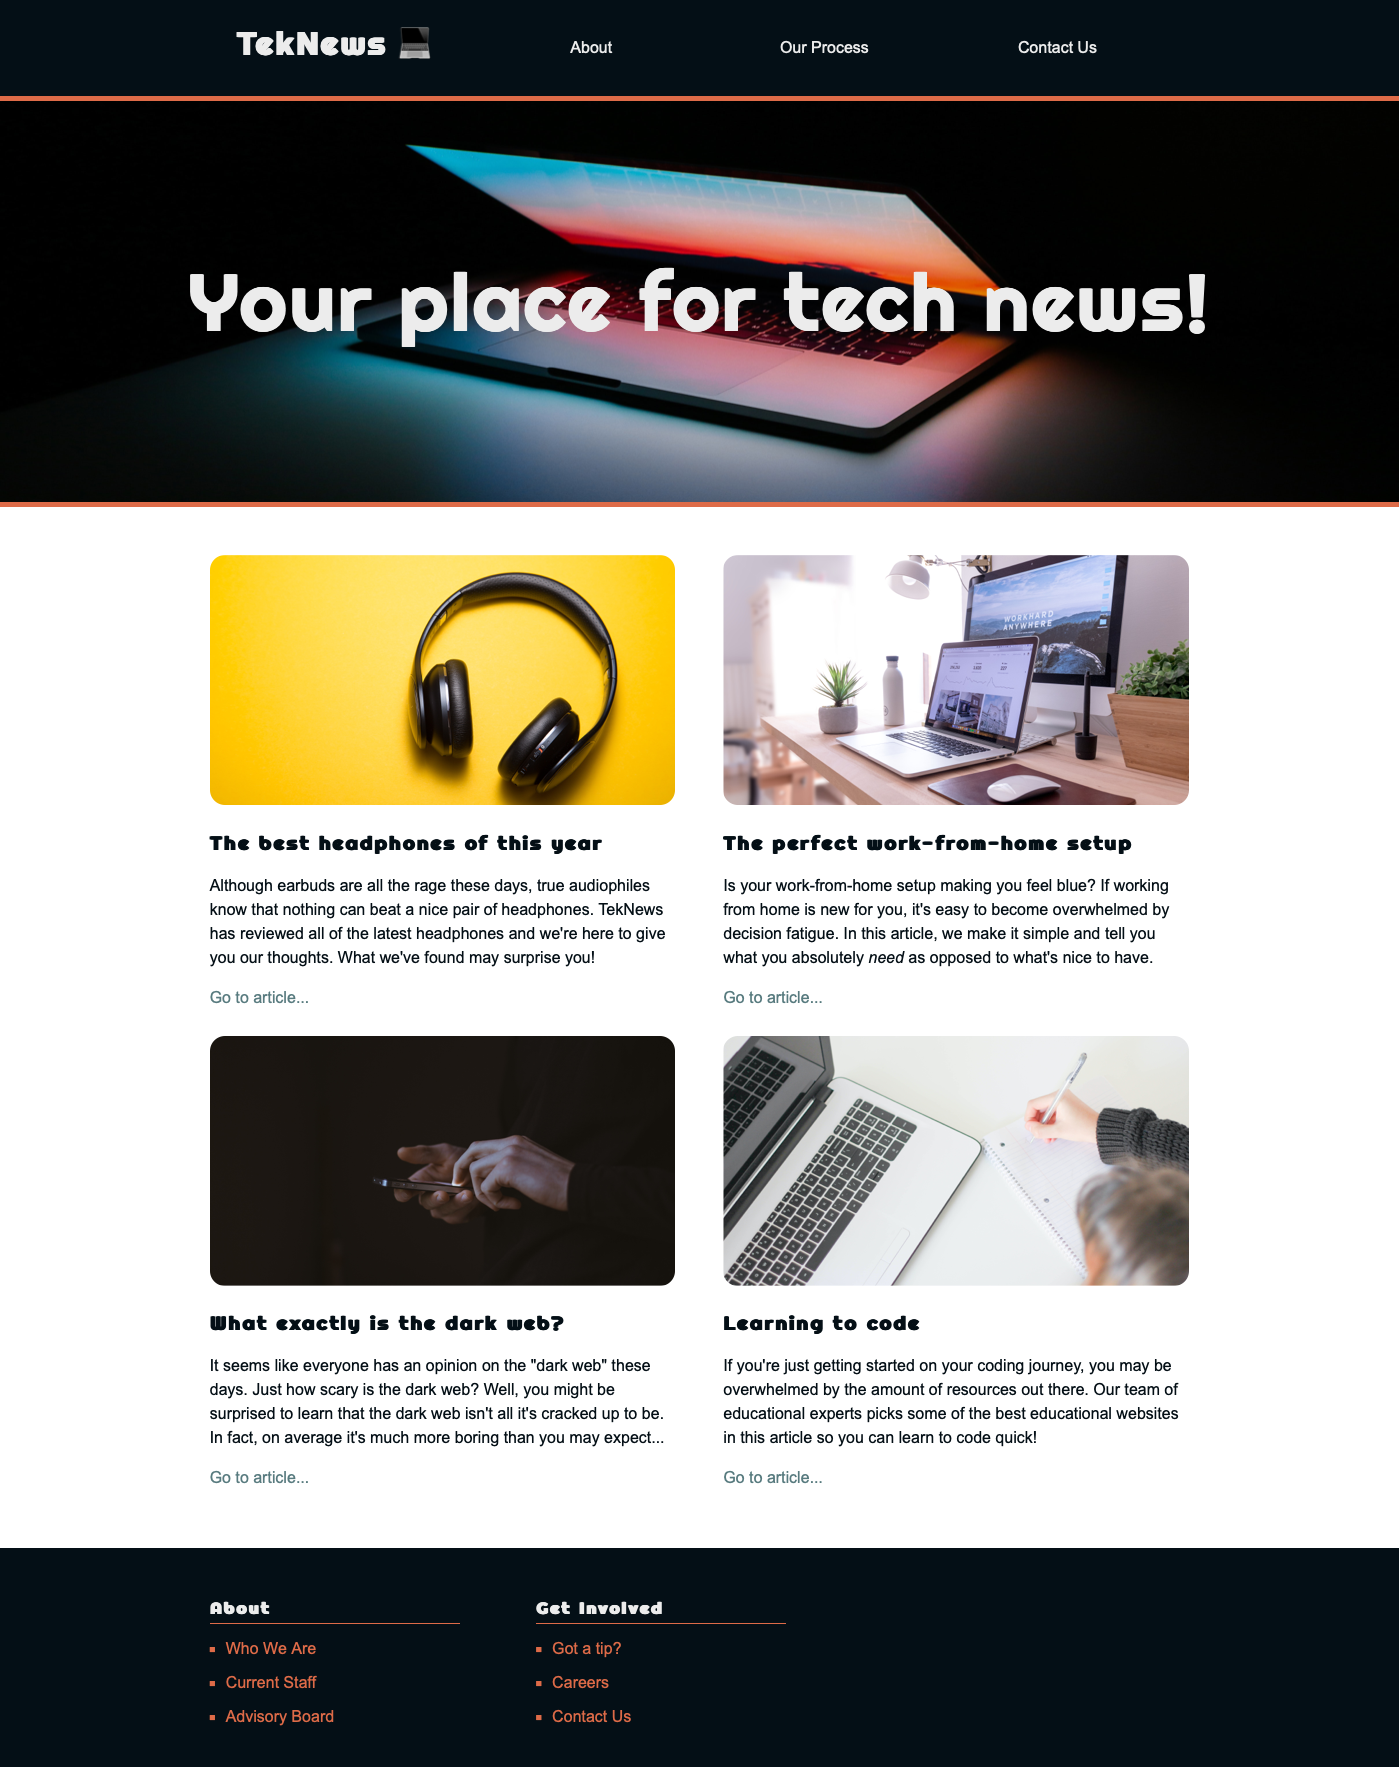 TekNews 💻
About
Our Process
Contact Us
Your place for tech news!
WORKHARD
ANYWHERE
The best headphones of this year
Although earbuds are all the rage these days, true audiophiles
know that nothing can beat a nice pair of headphones. TekNews
has reviewed all of the latest headphones and we're here to give
you our thoughts. What we've found may surprise you!
Go to article...
The perfect work-from-home setup
Is your work-from-home setup making you feel blue? If working
from home is new for you, it's easy to become overwhelmed by
decision fatigue. In this article, we make it simple and tell you
what you absolutely need as opposed to what's nice to have.
Go to article...
What exactly is the dark web?
It seems like everyone has an opinion on the "dark web" these
days. Just how scary is the dark web? Well, you might be
surprised to learn that the dark web isn't all it's cracked up to be.
In fact, on average it's much more boring than you may expect...
Go to article...
Learning to code
If you're just getting started on your coding journey, you may be
overwhelmed by the amount of resources out there. Our team of
educational experts picks some of the best educational websites
in this article so you can learn to code quick!
Go to article...
About
Who We Are
Current Staff
Advisory Board
Get Involved
Got a tip?
Careers
Contact Us